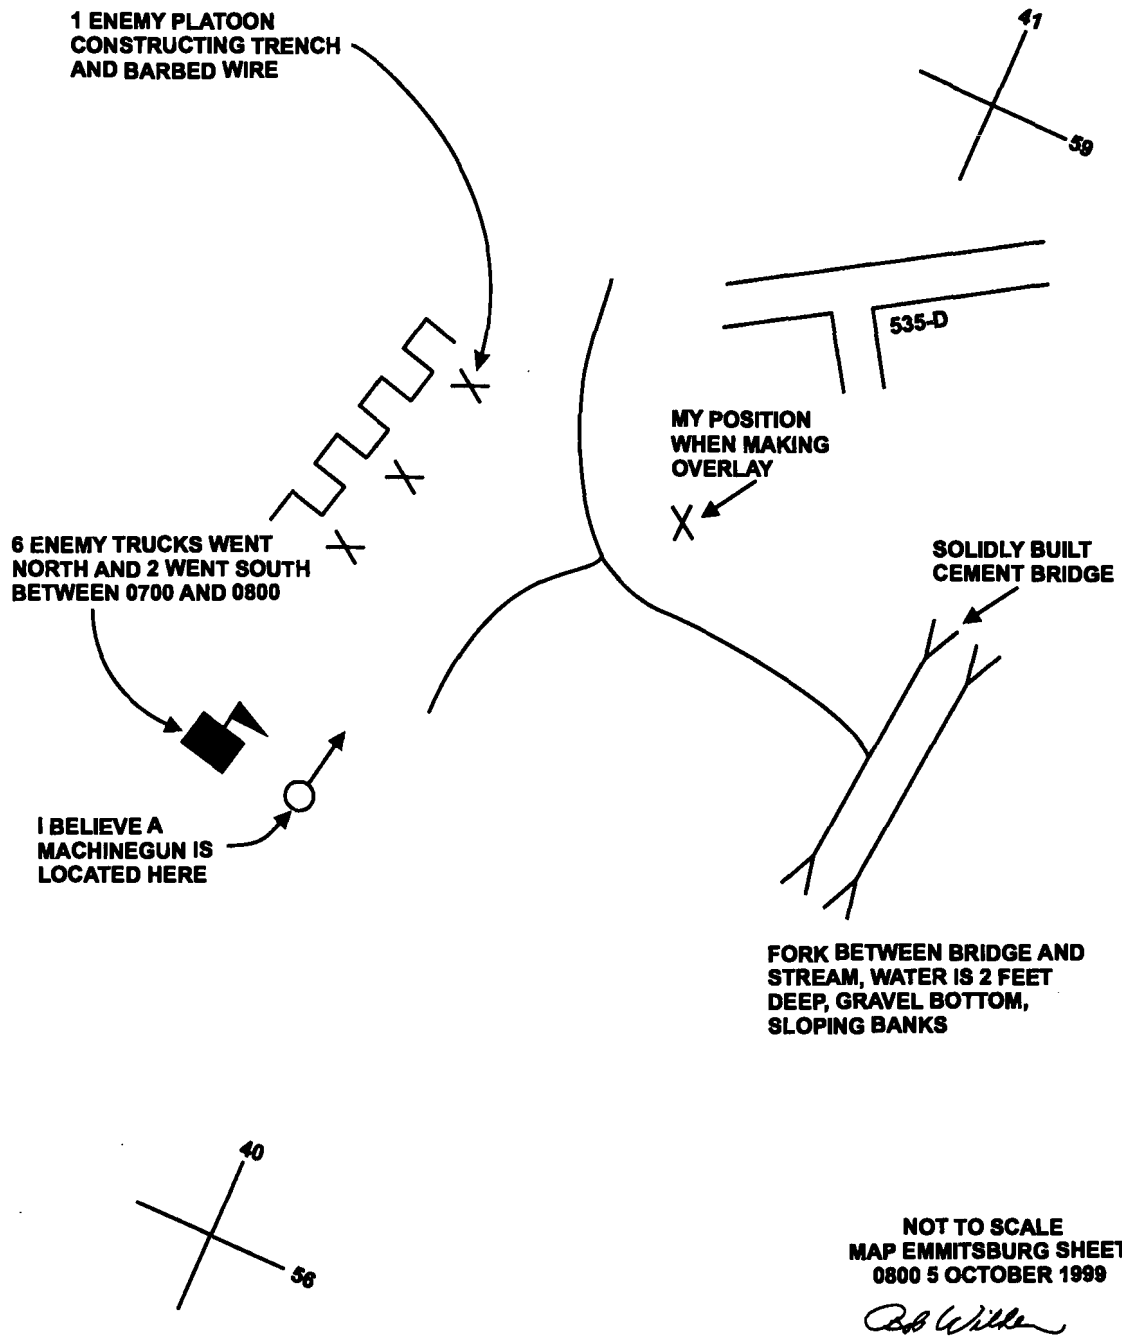 1 ENEMY PLATOON
CONSTRUCTING TRENCH
AND BARBED WIRE
41
59
535-D
MY POSITION
WHEN MAKING
OVERLAY
6 ENEMY TRUCKS WENT
NORTH AND 2 WENT SOUTH
BETWEEN 0700 AND 0800
SOLIDLY BUILT
CEMENT BRIDGE
I BELIEVE A
MACHINEGUN IS
LOCATED HERE
FORK BETWEEN BRIDGE AND
STREAM, WATER IS 2 FEET
DEEP, GRAVEL BOTTOM,
SLOPING BANKS
40
56
NOT TO SCALE
MAP EMMITSBURG SHEET
0800 5 OCTOBER 1999
Bob Wilden